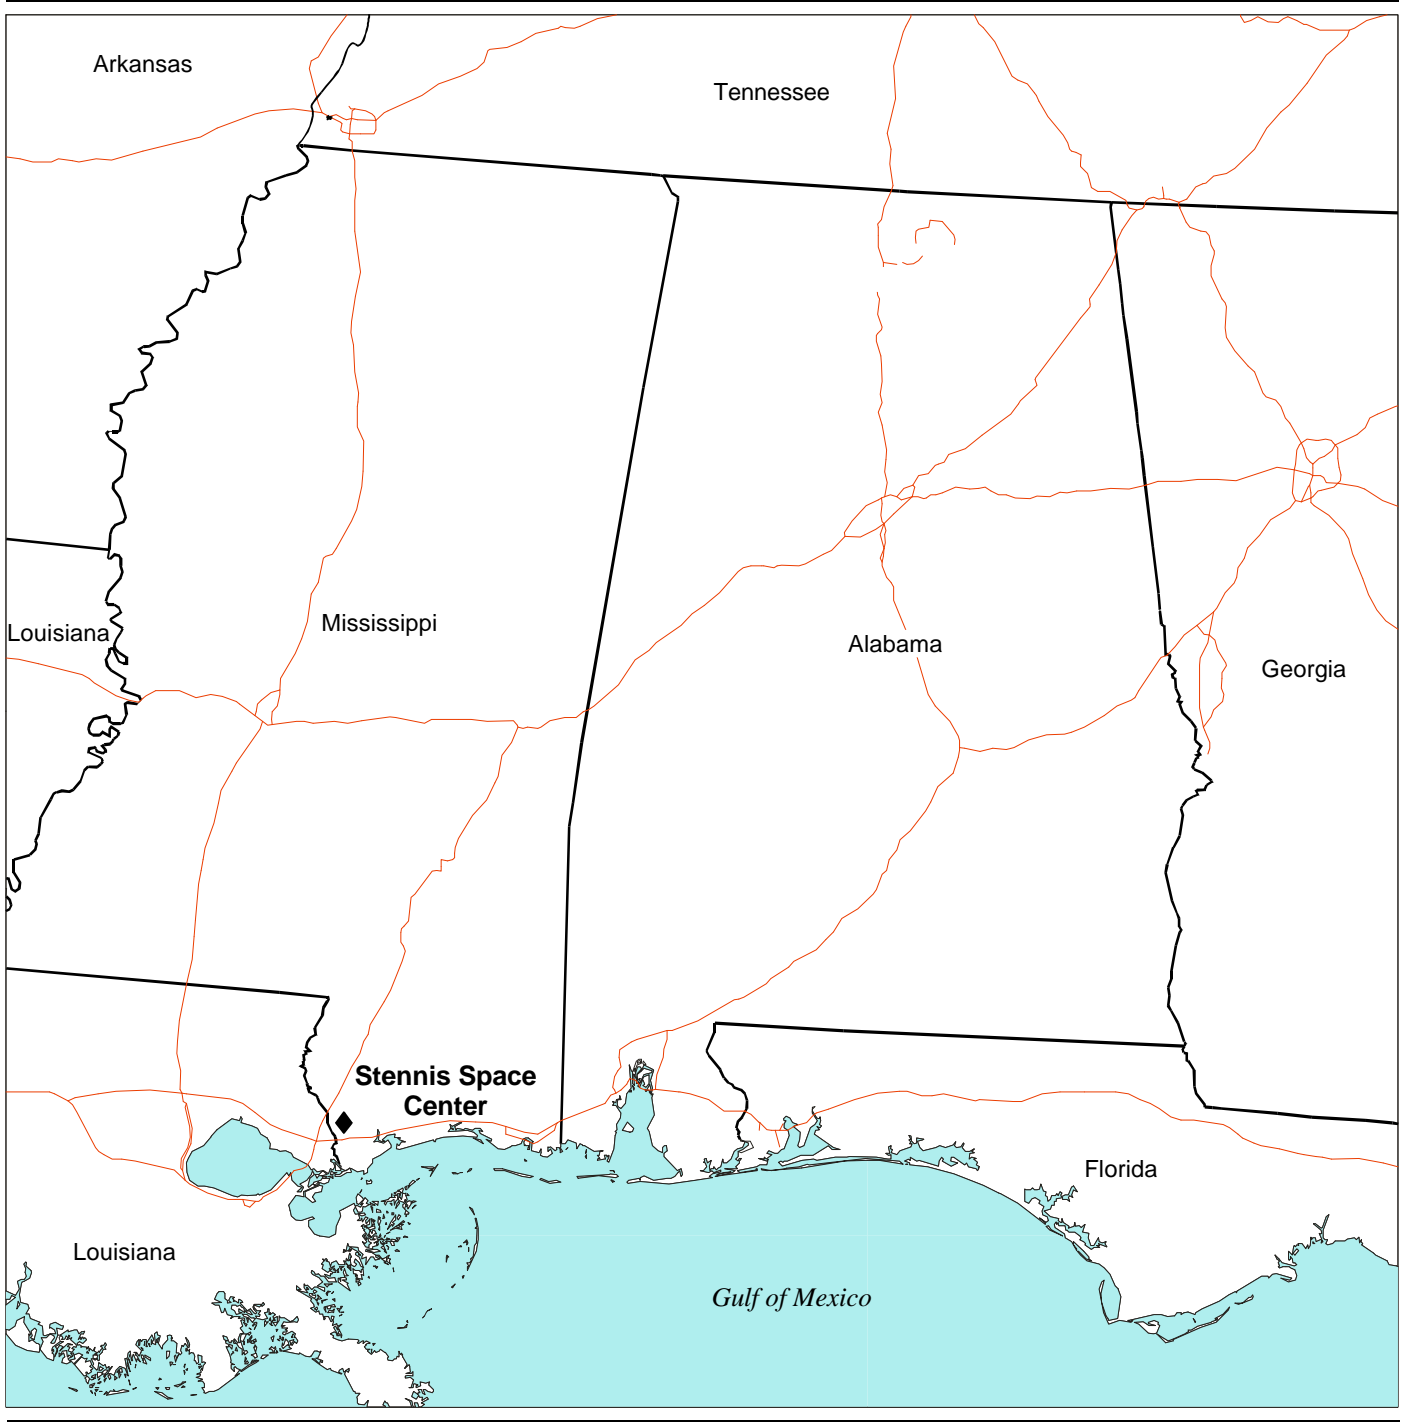 Arkansas
Tennessee
Mississippi
Louisiana
Alabama
Georgia
Stennis Space
Center
Florida
Louisiana
Gulf of Mexico